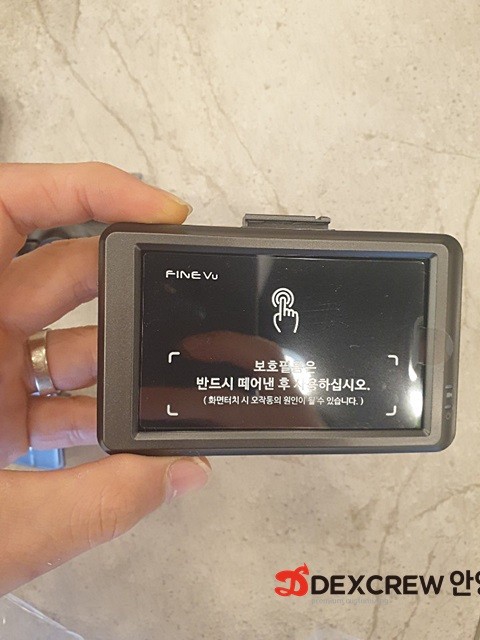 FINEVu
보호필름은
반드시 떼어낸 후 사용하십시오.
( 화면터치 시 오작동의 원인이 될 수 있습니다. )
DEXCREW 안양